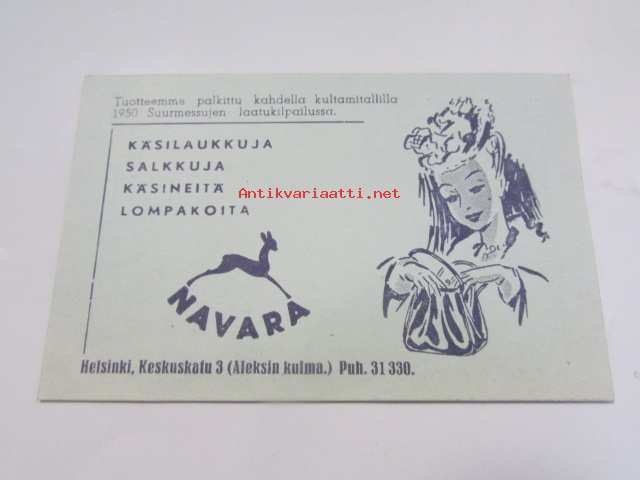 Tuotteemme palkittu kahdella kultamitallilla
1950 Suurmessujen laatukilpailussa.
KÄSILAUKKUJA
SALKKUJA
KÄSINEITÄ
LOMPAKOITA
Antikvariaatti.net
NAVARA
Helsinki, Keskuskatu 3 (Aleksin kulma.) Puh. 31 330.